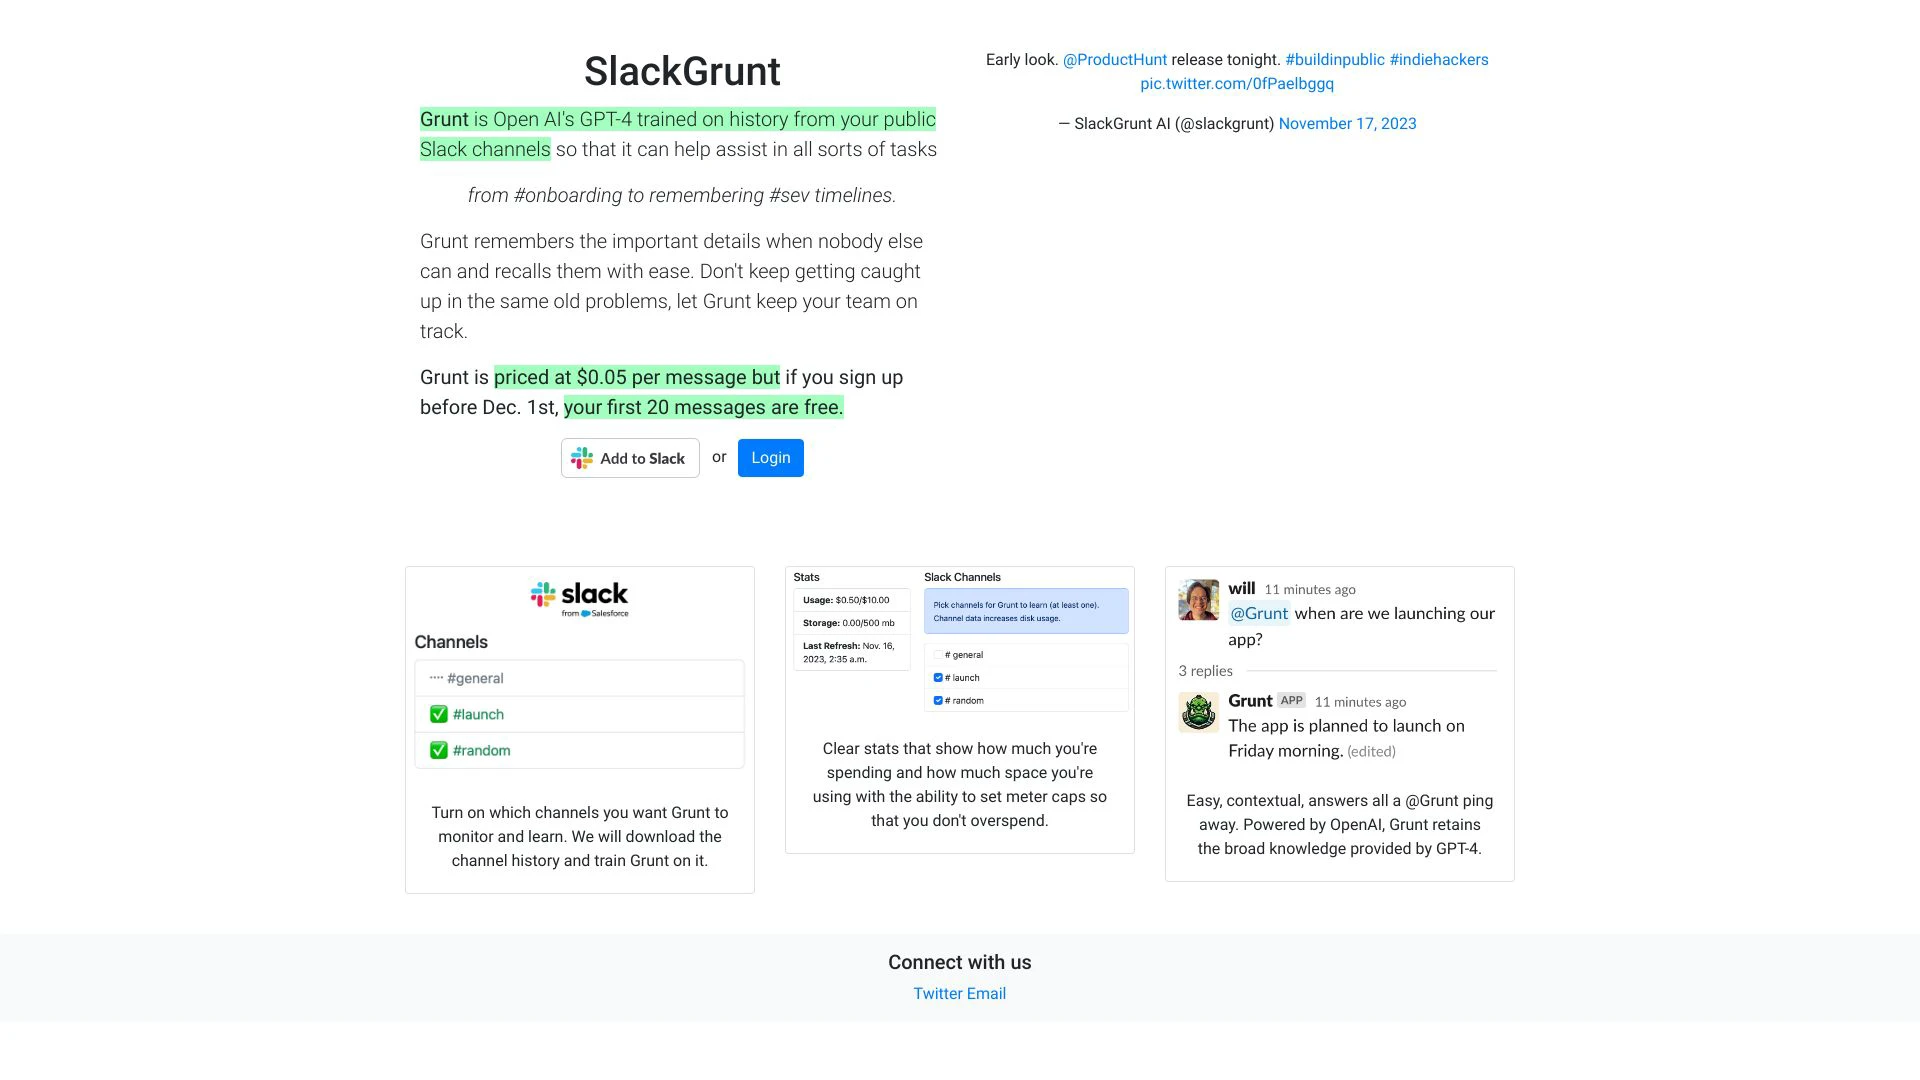 SlackGrunt
Grunt is Open AI's GPT-4 trained on history from your public
Slack channels so that it can help assist in all sorts of tasks
from #onboarding to remembering #sev timelines.
Grunt remembers the important details when nobody else
can and recalls them with ease. Don't keep getting caught
up in the same old problems, let Grunt keep your team on
track.
Grunt is priced at $0.05 per message but if you sign up
before Dec. 1st, your first 20 messages are free.
Add to Slack or Login
Early look. @ProductHunt release tonight. #buildinpublic #indiehackers
pic.twitter.com/0fPaelbggq
— SlackGrunt AI (@slackgrunt) November 17, 2023
slack
from Salesforce
Channels
#general
#launch
#random
Turn on which channels you want Grunt to
monitor and learn. We will download the
channel history and train Grunt on it.
Stats
Usage: $0.50/$10.00
Storage: 0.00/500 mb
Last Refresh: Nov. 16,
2023, 2:35 a.m.
Slack Channels
Pick channels for Grunt to learn (at least one).
Channel data increases disk usage.
# general
# launch
# random
Clear stats that show how much you're
spending and how much space you're
using with the ability to set meter caps so
that you don't overspend.
will 11 minutes ago
@Grunt when are we launching our
app?
3 replies
Grunt APP 11 minutes ago
The app is planned to launch on
Friday morning. (edited)
Easy, contextual, answers all a @Grunt ping
away. Powered by OpenAI, Grunt retains
the broad knowledge provided by GPT-4.
Connect with us
Twitter Email